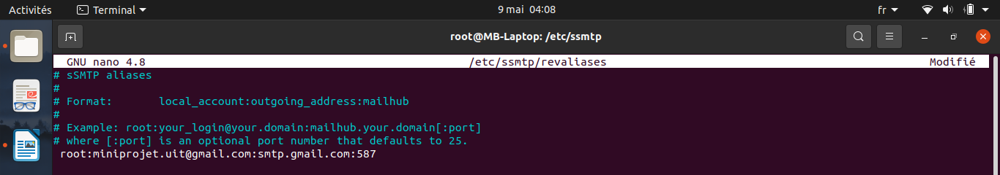 Activités Terminal 9 mai 04:08 fr
root@MB-Laptop: /etc/ssmtp
GNU nano 4.8 /etc/ssmtp/revaliases Modifié
# sSMTP aliases
#
# Format:       local_account:outgoing_address:mailhub
#
# Example: root:your_login@your.domain:mailhub.your.domain[:port]
# where [:port] is an optional port number that defaults to 25.
root:miniprojet.uit@gmail.com:smtp.gmail.com:587